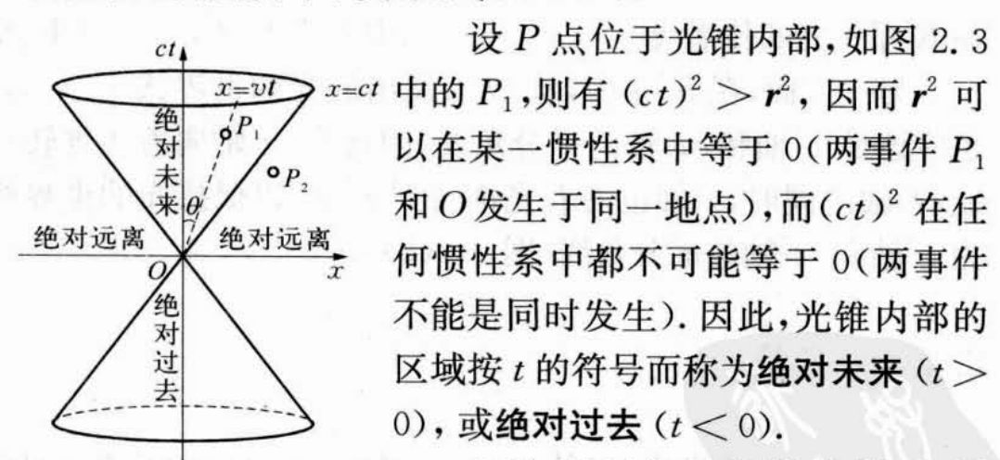 ct
x=vt
x=ct
P₁
P₂
θ
绝对未来
绝对远离
绝对远离
O
x
绝对过去
设 P 点位于光锥内部,如图 2.3
中的 P₁,则有 (ct)² > r², 因而 r² 可
以在某一惯性系中等于 0(两事件 P₁
和 O 发生于同一地点),而(ct)² 在任
何惯性系中都不可能等于 0(两事件
不能是同时发生). 因此,光锥内部的
区域按 t 的符号而称为绝对未来 (t >
0), 或绝对过去 (t < 0).